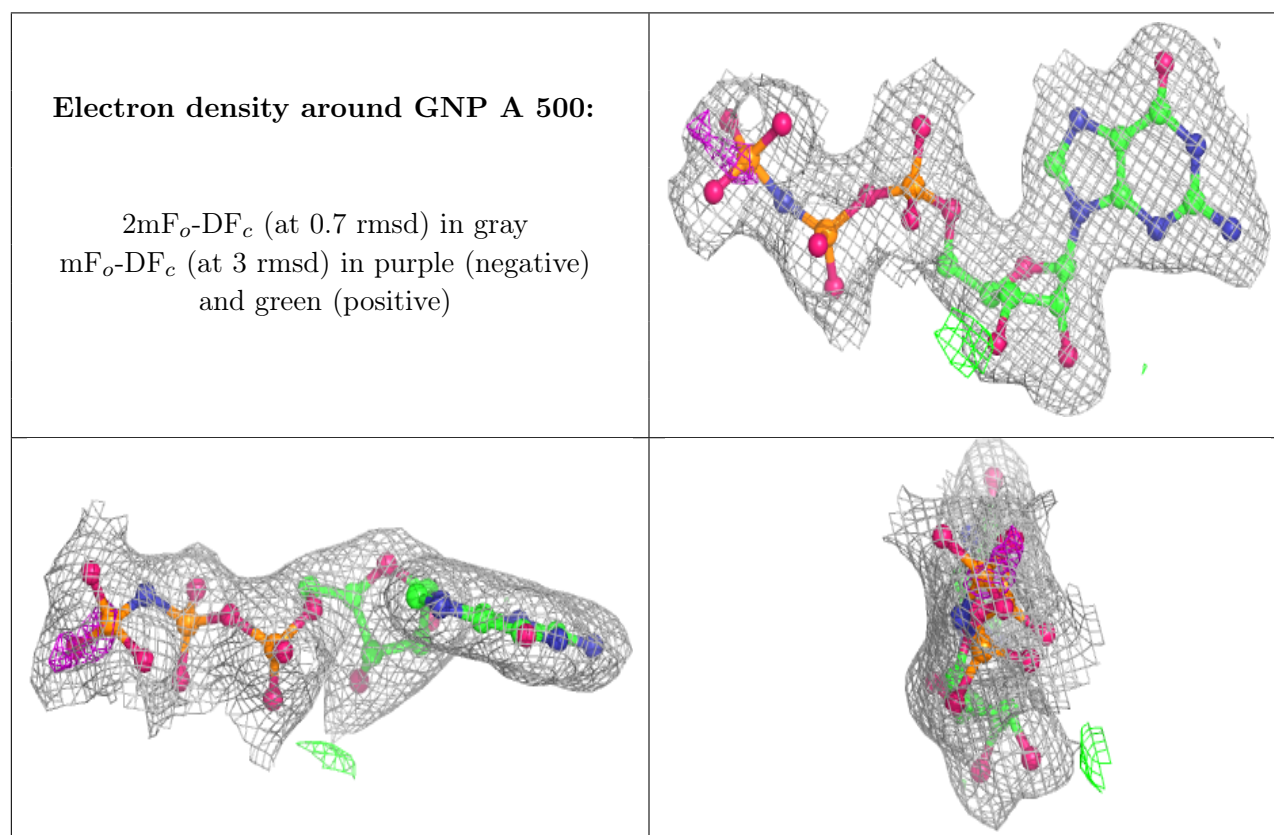 Electron density around GNP A 500:
2mFo-DFc (at 0.7 rmsd) in gray
mFo-DFc (at 3 rmsd) in purple (negative)
and green (positive)